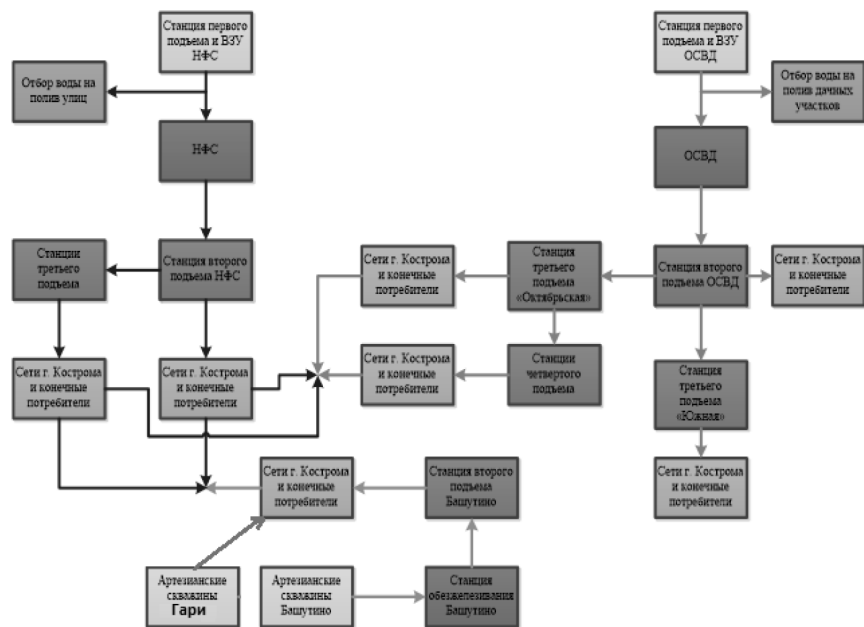 Станция первого
подъема и ВЗУ
НФС
Станция первого
подъема и ВЗУ
ОСВД
Отбор воды на
полив улиц
Отбор воды на
полив дачных
участков
НФС
ОСВД
Станции
третьего
подъема
Станция второго
подъема НФС
Сети г. Кострома
и конечные
потребители
Станция
третьего
подъема
«Октябрьская»
Станция второго
подъема ОСВД
Сети г. Кострома
и конечные
потребители
Сети г. Кострома
и конечные
потребители
Сети г. Кострома
и конечные
потребители
Сети г. Кострома
и конечные
потребители
Станции
четвертого
подъема
Станция
третьего
подъема
«Южная»
Сети г. Кострома
и конечные
потребители
Станция второго
подъема
Башутино
Сети г. Кострома
и конечные
потребители
Артезианские
скважины
Гари
Артезианские
скважины
Башутино
Станция
обезжелезивания
Башутино